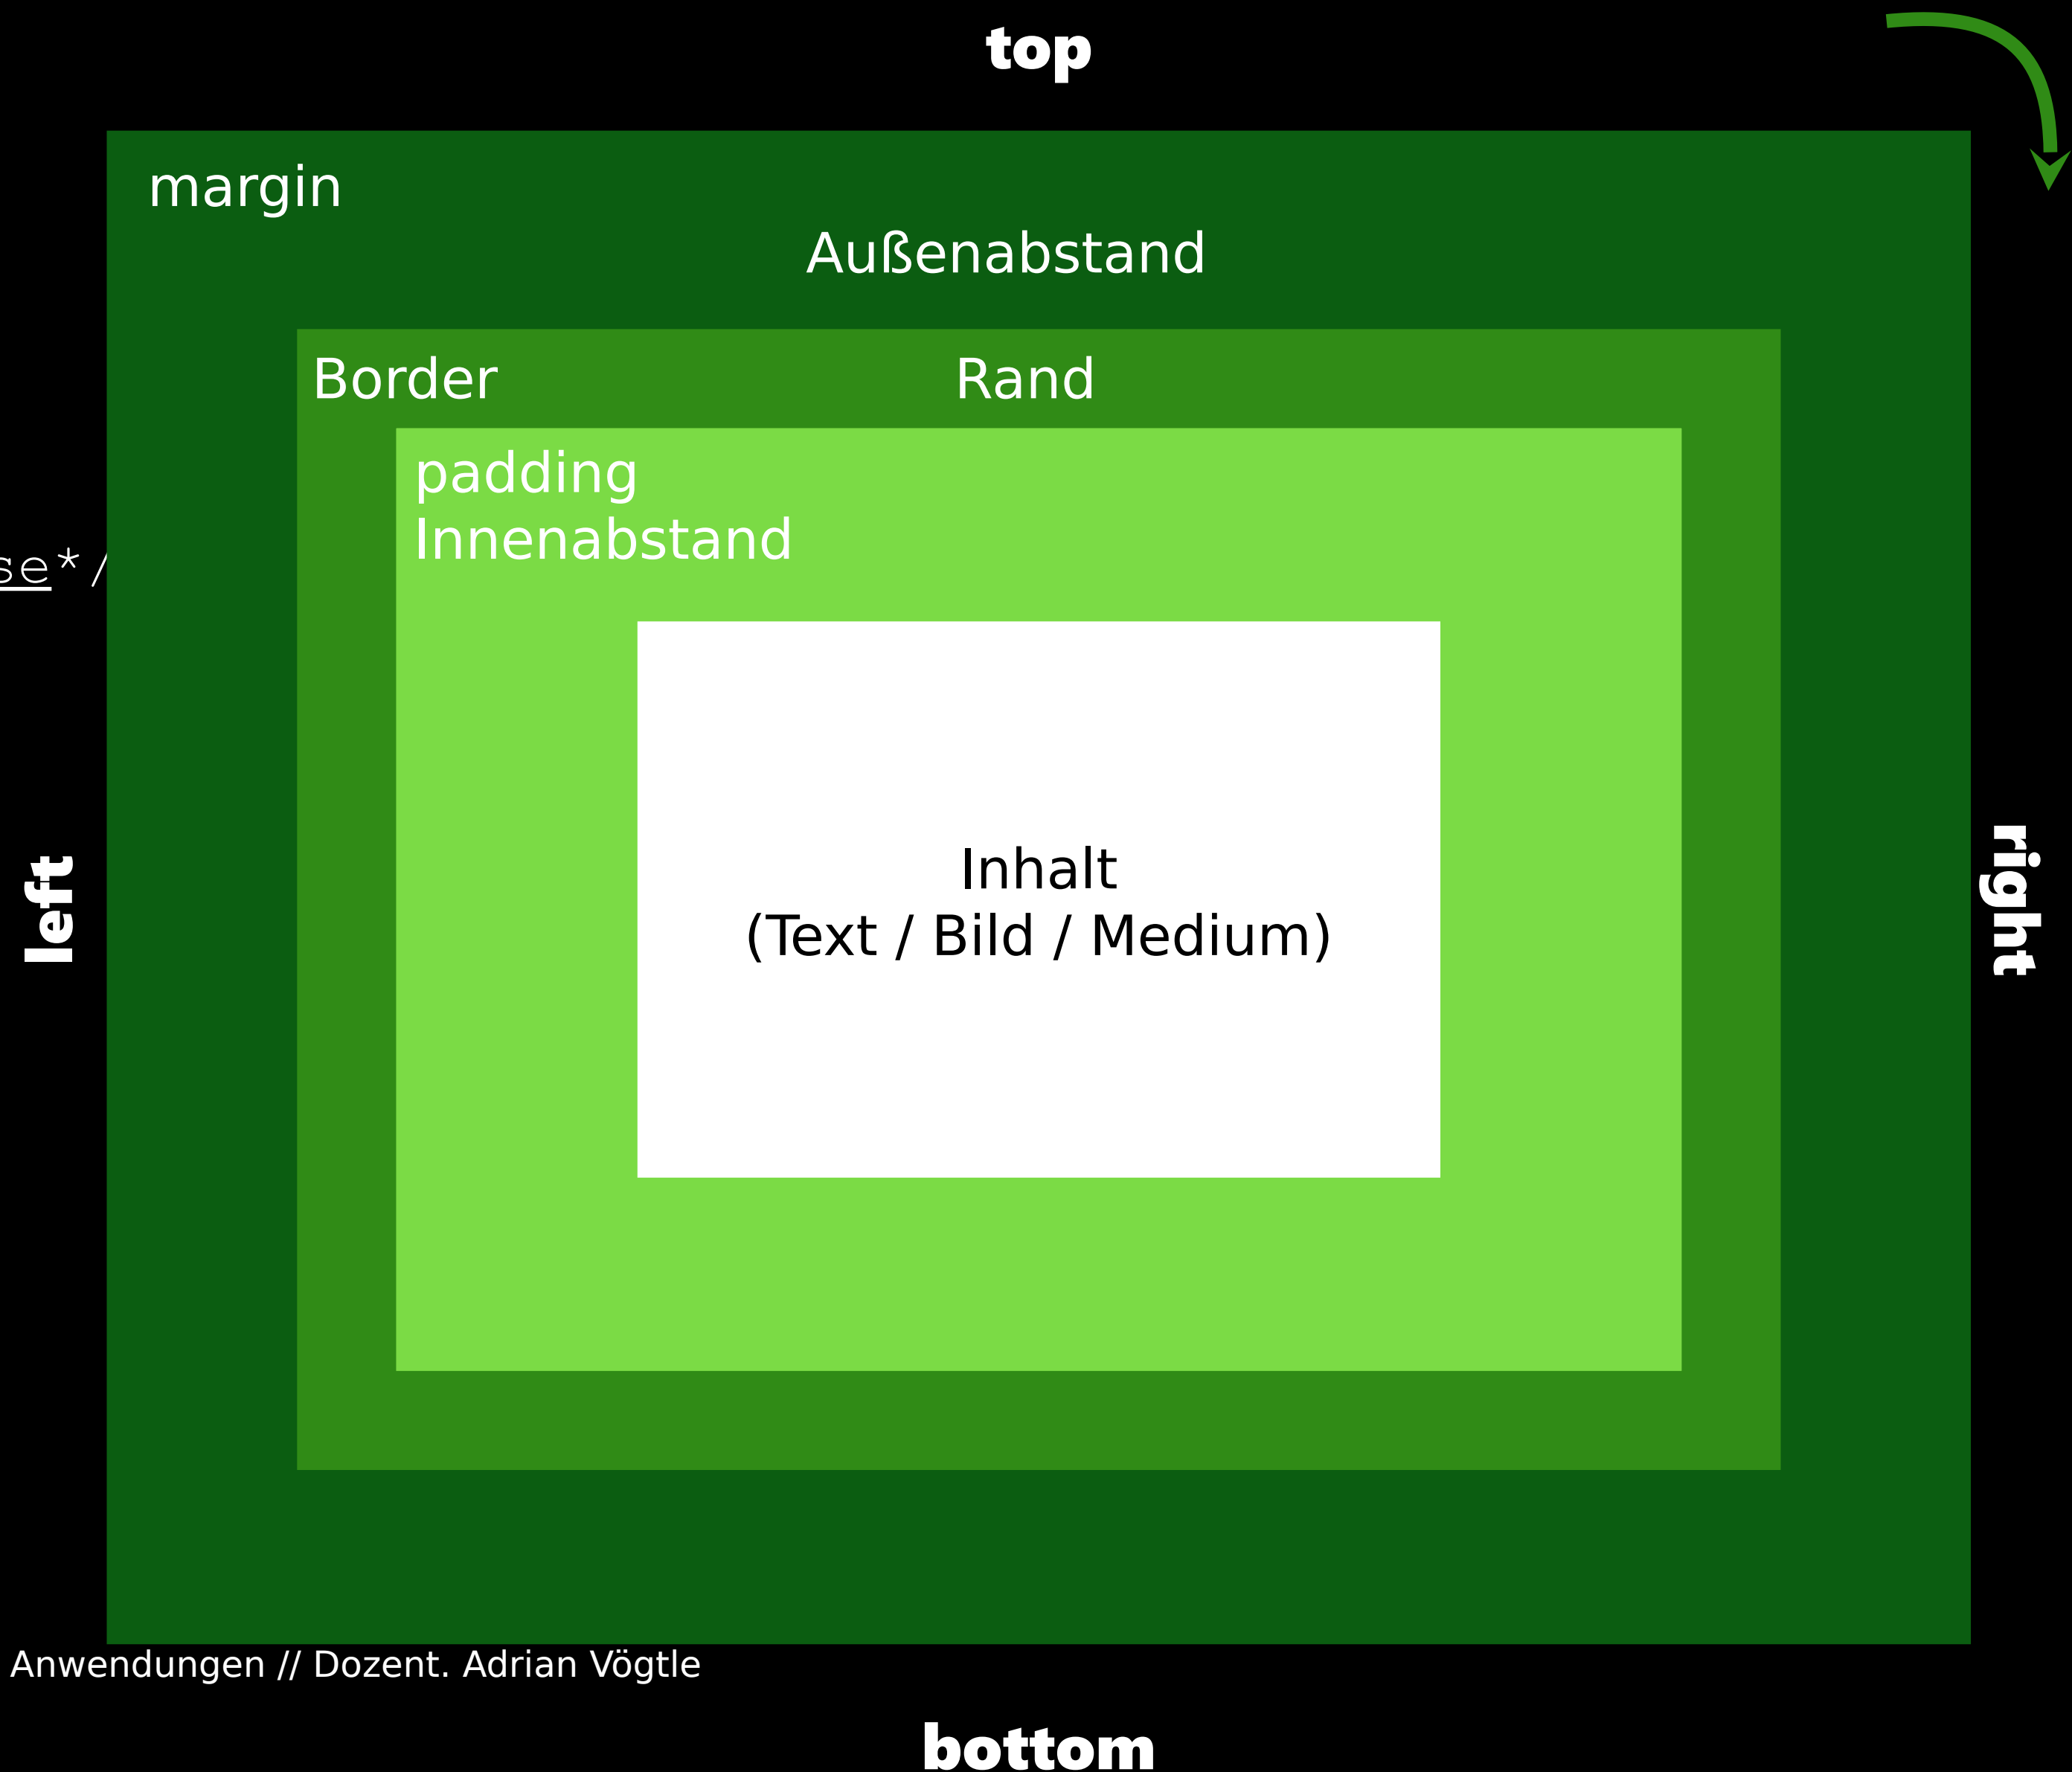 top
margin
Außenabstand
Border Rand
padding
Innenabstand
*/
left
Inhalt
(Text / Bild / Medium)
right
Anwendungen // Dozent. Adrian Vögtle
bottom